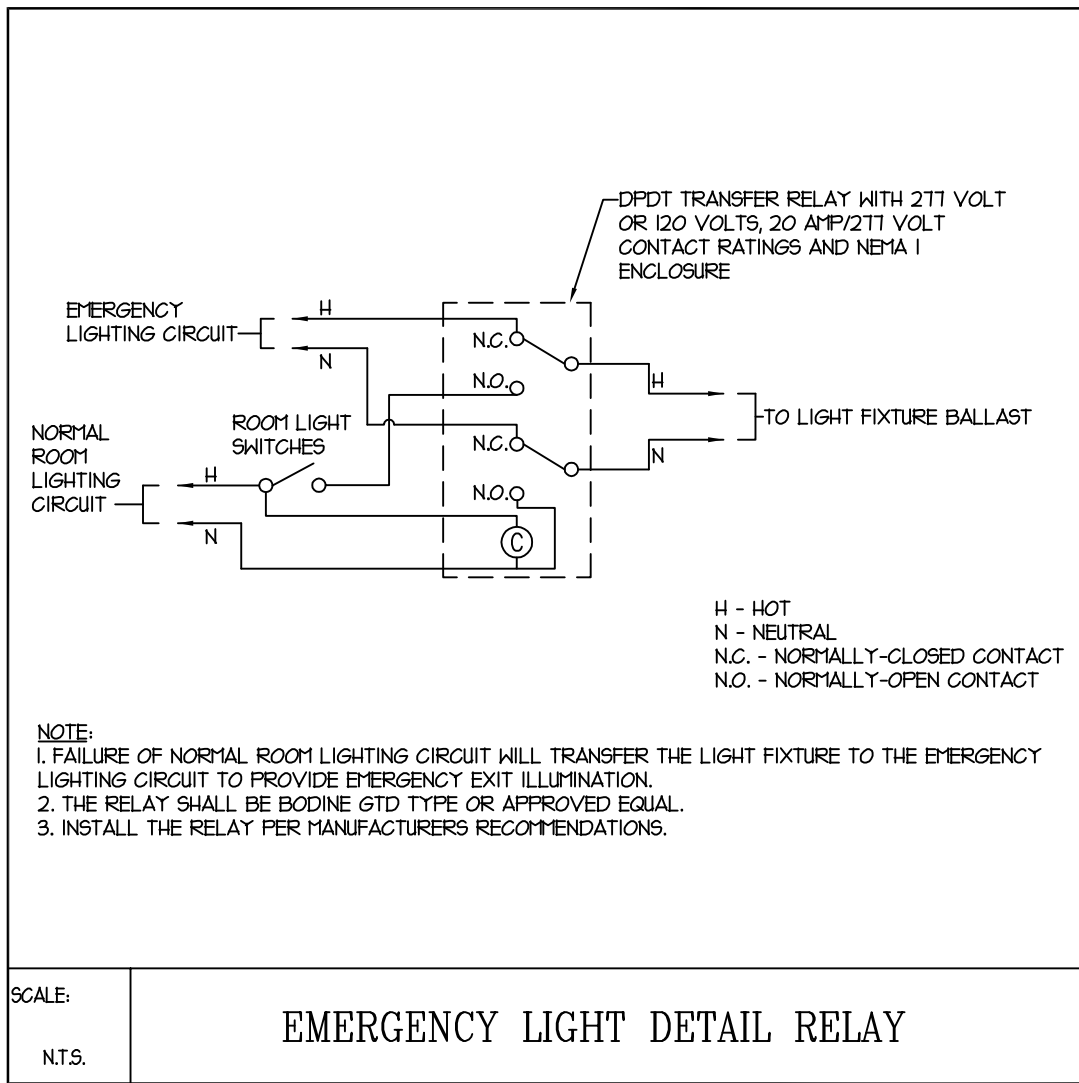 DPDT TRANSFER RELAY WITH 277 VOLT
OR 120 VOLTS, 20 AMP/277 VOLT
CONTACT RATINGS AND NEMA 1
ENCLOSURE
EMERGENCY
LIGHTING CIRCUIT
H
N
N.C.
N.O.
N.C.
N.O.
C
H
N
TO LIGHT FIXTURE BALLAST
ROOM LIGHT
SWITCHES
NORMAL
ROOM
LIGHTING
CIRCUIT
H
N
H - HOT
N - NEUTRAL
N.C. - NORMALLY-CLOSED CONTACT
N.O. - NORMALLY-OPEN CONTACT
NOTE:
1. FAILURE OF NORMAL ROOM LIGHTING CIRCUIT WILL TRANSFER THE LIGHT FIXTURE TO THE EMERGENCY
LIGHTING CIRCUIT TO PROVIDE EMERGENCY EXIT ILLUMINATION.
2. THE RELAY SHALL BE BODINE GTD TYPE OR APPROVED EQUAL.
3. INSTALL THE RELAY PER MANUFACTURERS RECOMMENDATIONS.
SCALE:
N.T.S.
EMERGENCY LIGHT DETAIL RELAY